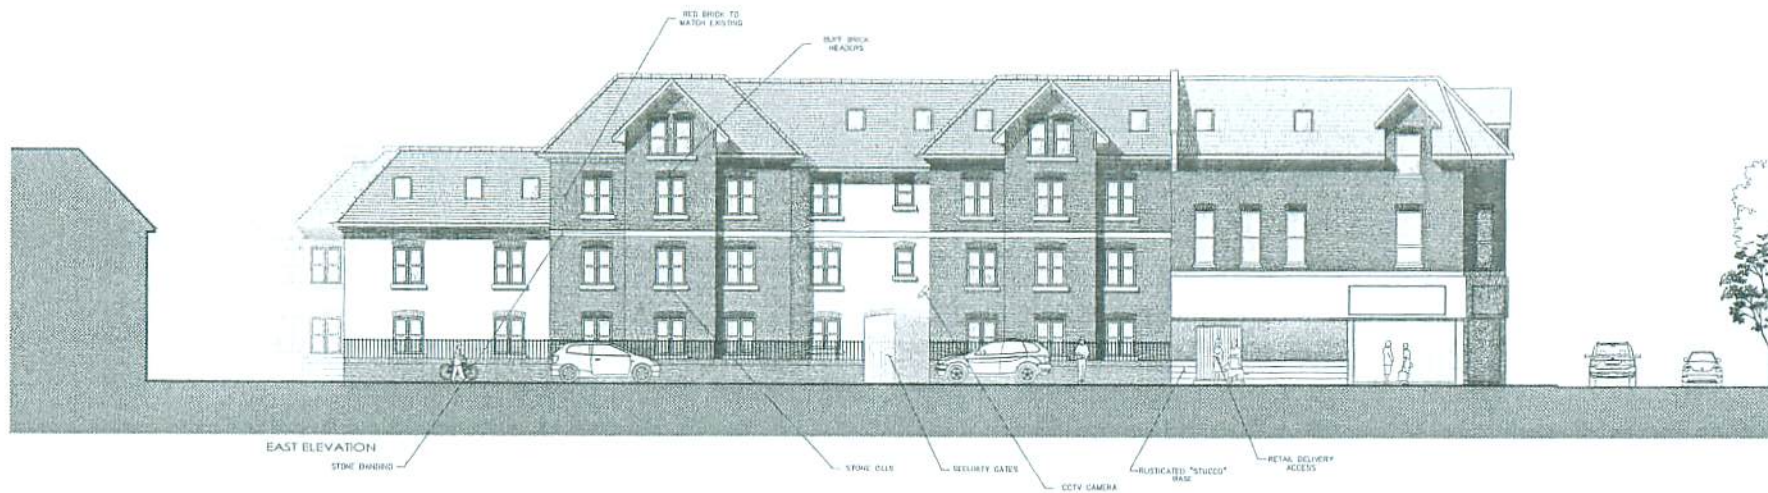 RED BRICK TO
MATCH EXISTING
BUFF BRICK
HEADERS
EAST ELEVATION
STONE BANDING
STONE CILLS
SECURITY GATES
CCTV CAMERA
RUSTICATED "STUCCO"
BASE
RETAIL DELIVERY
ACCESS